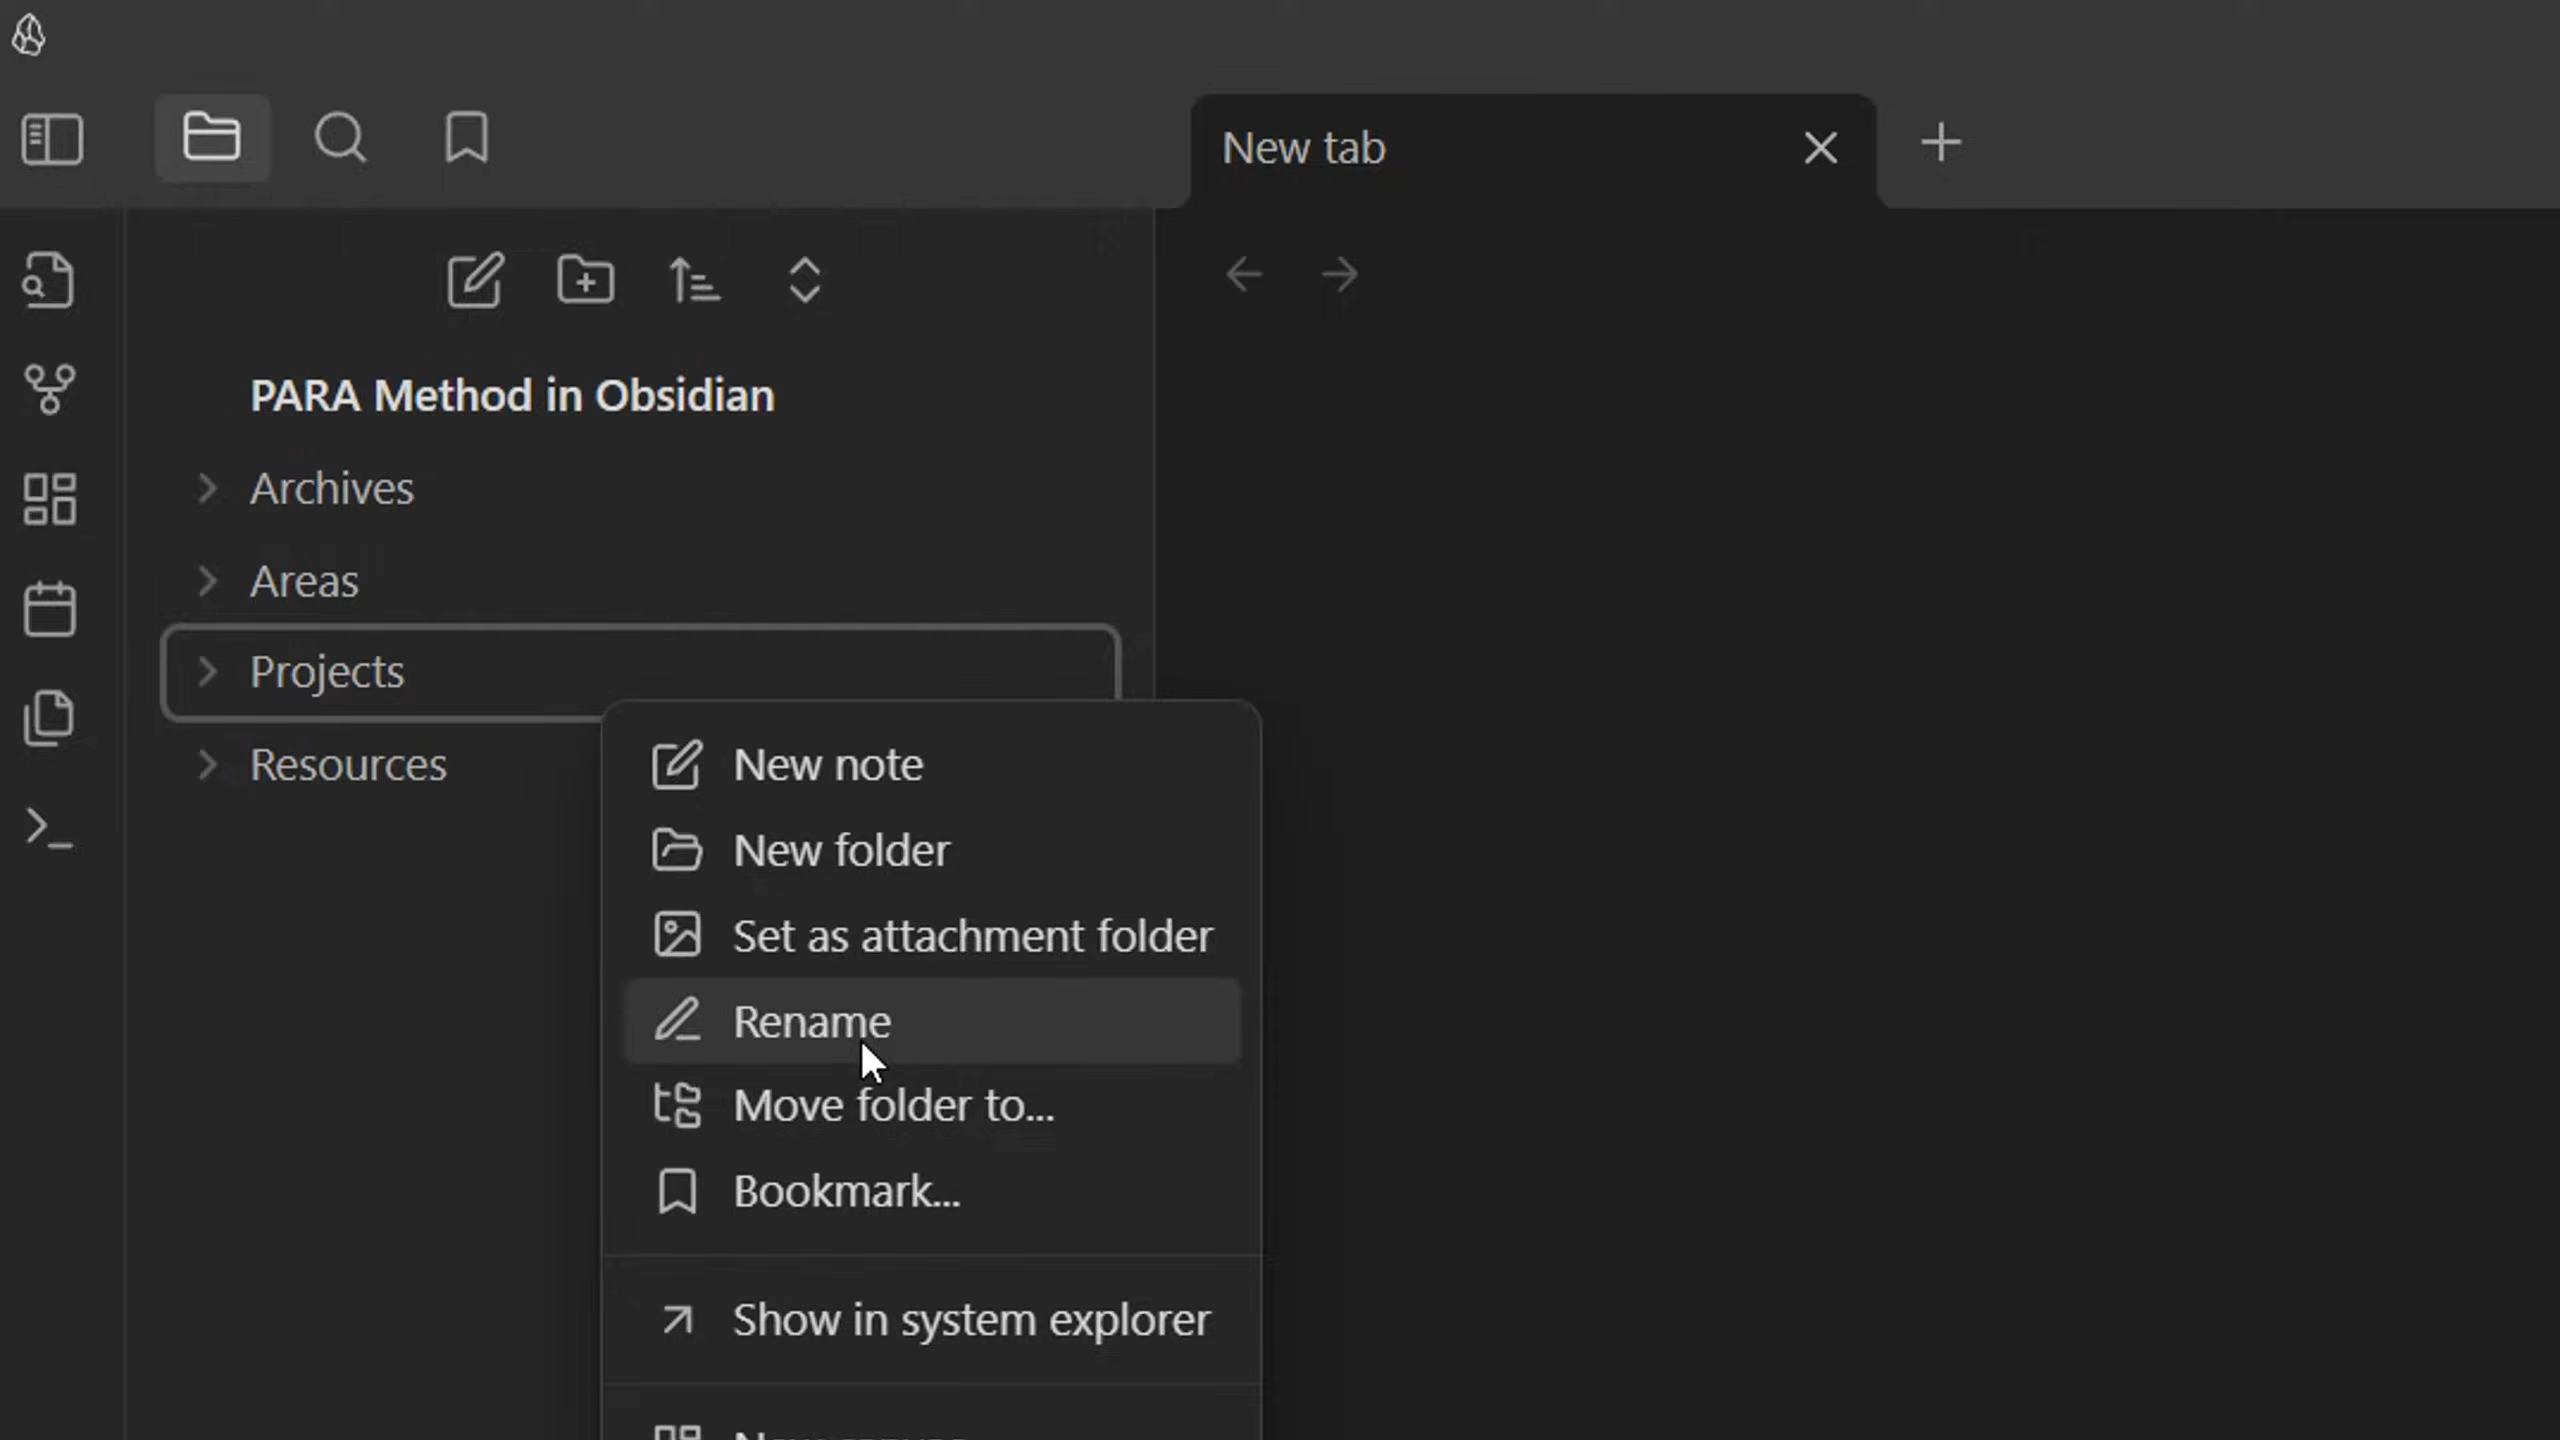 New tab
PARA Method in Obsidian
Archives
Areas
Projects
Resources
New note
New folder
Set as attachment folder
Rename
Move folder to...
Bookmark...
Show in system explorer